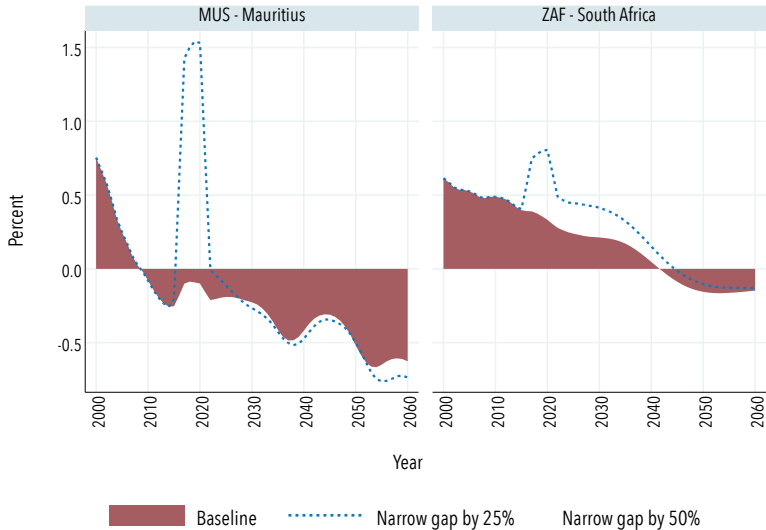 MUS - Mauritius
ZAF - South Africa
1.5
1.0
0.5
0.0
-0.5
Percent
2000 2010 2020 2030 2040 2050 2060
2000 2010 2020 2030 2040 2050 2060
Year
Baseline Narrow gap by 25% Narrow gap by 50%